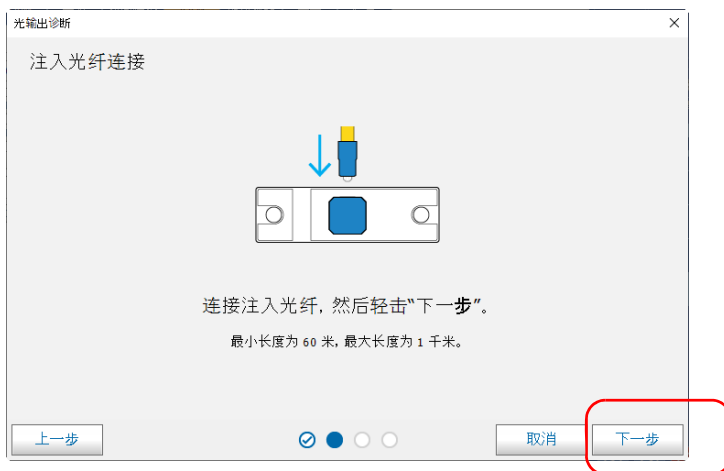 光输出诊断
注入光纤连接
连接注入光纤, 然后轻击“下一步”。
最小长度为 60 米, 最大长度为 1 千米。
上一步
取消
下一步